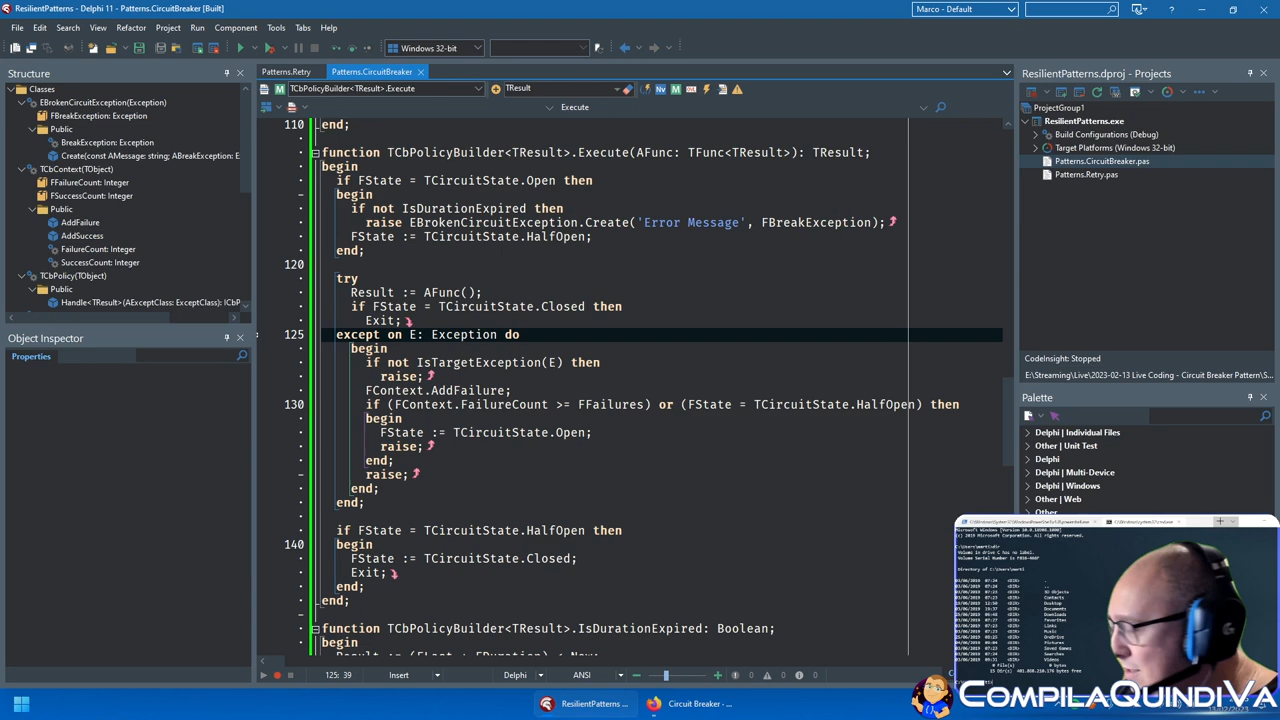 ResilientPatterns - Delphi 11 - Patterns.CircuitBreaker [Built]
Marco - Default
File Edit Search View Refactor Project Run Component Tools Tabs Help
Windows 32-bit
Structure
Classes
EBrokenCircuitException(Exception)
FBreakException: Exception
Public
BreakException: Exception
Create(const AMessage: string; ABreakException: E
TCbContext(TObject)
FFailureCount: Integer
FSuccessCount: Integer
Public
AddFailure
AddSuccess
FailureCount: Integer
SuccessCount: Integer
TCbPolicy(TObject)
Public
Handle<TResult>(AExceptClass: ExceptClass): ICbP
Object Inspector
Properties
Patterns.Retry
Patterns.CircuitBreaker
TCbPolicyBuilder<TResult>.Execute
TResult
Execute
110 end;
function TCbPolicyBuilder<TResult>.Execute(AFunc: TFunc<TResult>): TResult;
begin
if FState = TCircuitState.Open then
begin
if not IsDurationExpired then
raise EBrokenCircuitException.Create('Error Message', FBreakException);
FState := TCircuitState.HalfOpen;
end;
120
try
Result := AFunc();
if FState = TCircuitState.Closed then
Exit;
125 except on E: Exception do
begin
if not IsTargetException(E) then
raise;
FContext.AddFailure;
130 if (FContext.FailureCount >= FFailures) or (FState = TCircuitState.HalfOpen) then
begin
FState := TCircuitState.Open;
raise;
end;
raise;
end;
end;
if FState = TCircuitState.HalfOpen then
140 begin
FState := TCircuitState.Closed;
Exit;
end;
end;
Insert
Delphi
0 0 0
ResilientPatterns.dproj - Projects
ProjectGroup1
ResilientPatterns.exe
Build Configurations (Debug)
Target Platforms (Windows 32-bit)
Patterns.CircuitBreaker.pas
Patterns.Retry.pas
CodeInsight: Stopped
E:\Streaming\Live\2023-02-13 Live Coding - Circuit Breaker Pattern\S...
Palette
Delphi | Individual Files
Other | Unit Test
Delphi
Delphi | Multi-Device
Delphi | Windows
Other | Web
Other
ResilientPatterns ...
Circuit Breaker - ...
COMPILAQUINDIVA